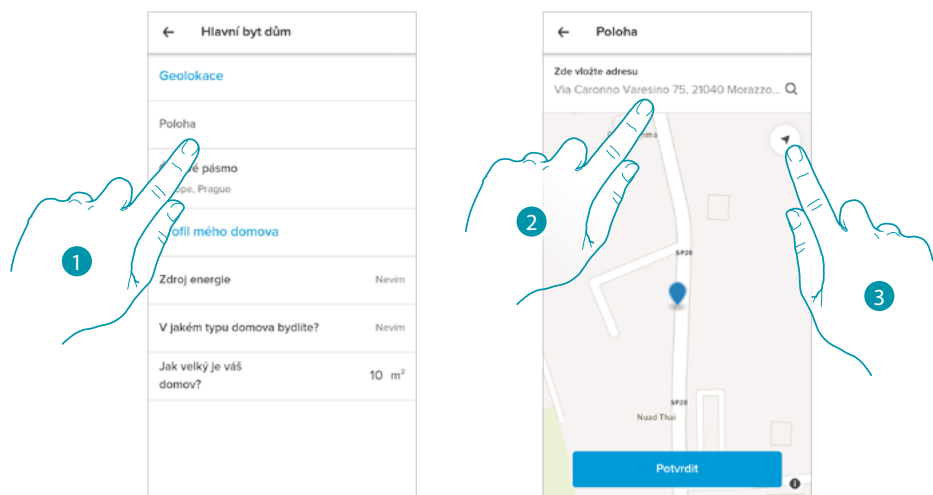 Hlavní byt dům
Geolokace
Poloha
pásmo
Prague
mého domova
Zdroj energie Nevím
V jakém typu domova bydlíte? Nevím
Jak velký je váš
domov?
10 m²
1
Poloha
Zde vložte adresu
Via Caronno Varesino 75, 21040 Morazzo...
SP20
SP20
Nuad Thai
Potvrdit
2
3